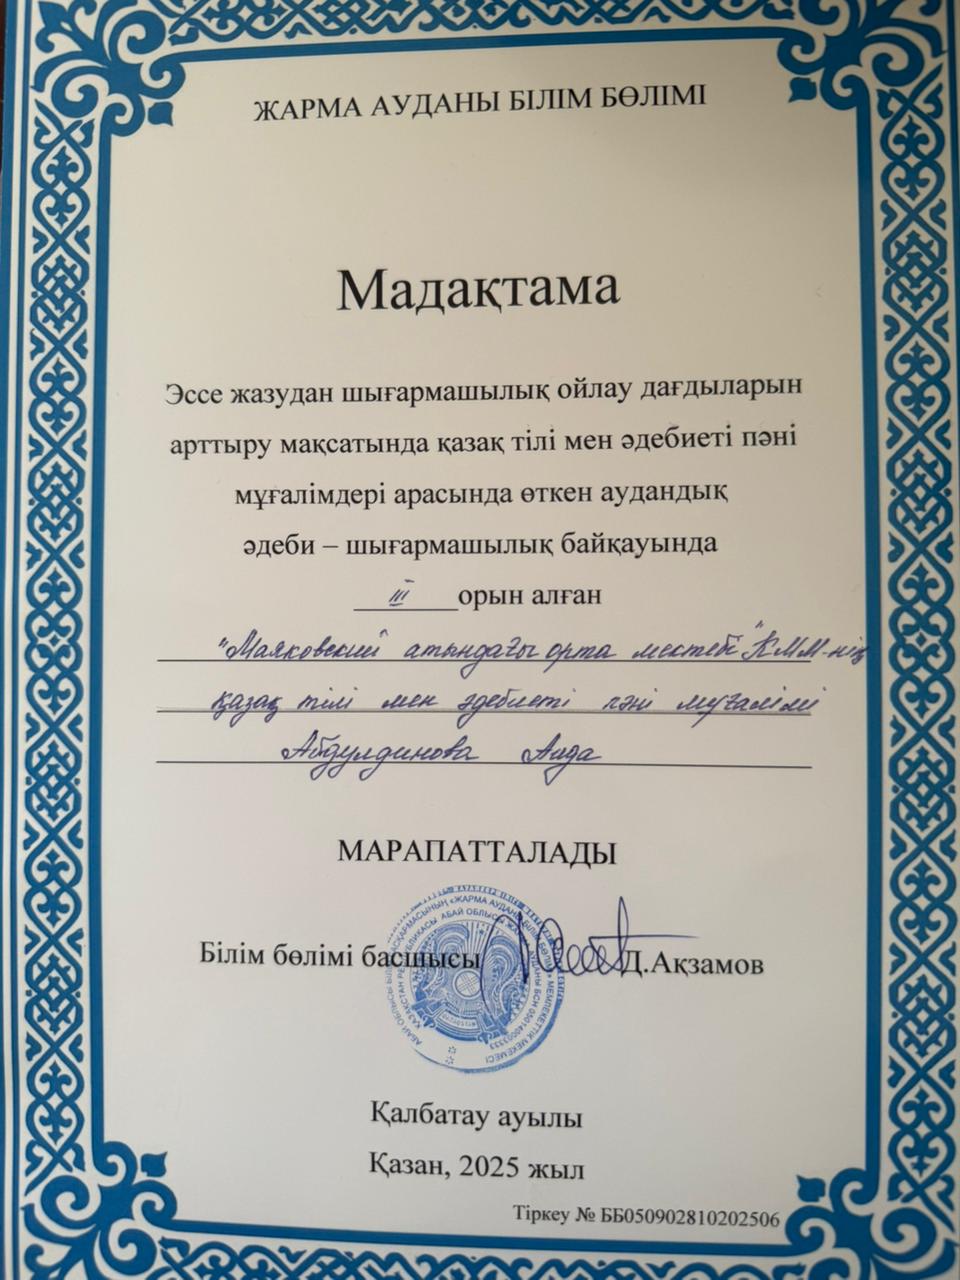 ЖАРМА АУДАНЫ БІЛІМ БӨЛІМІ
Мадақтама
Эссе жазудан шығармашылық ойлау дағдыларын
арттыру мақсатында қазақ тілі мен әдебиеті пәні
мұғалімдері арасында өткен аудандық
әдеби – шығармашылық байқауында
III орын алған
"Маяковский атындағы орта мектебі" КММ-нің
қазақ тілі мен әдебиеті пәні мұғалімі
Абдулдинова Аида
МАРАПАТТАЛАДЫ
Білім бөлімі басшысы Д.Ақзамов
Қалбатау ауылы
Қазан, 2025 жыл
Тіркеу № ББ050902810202506